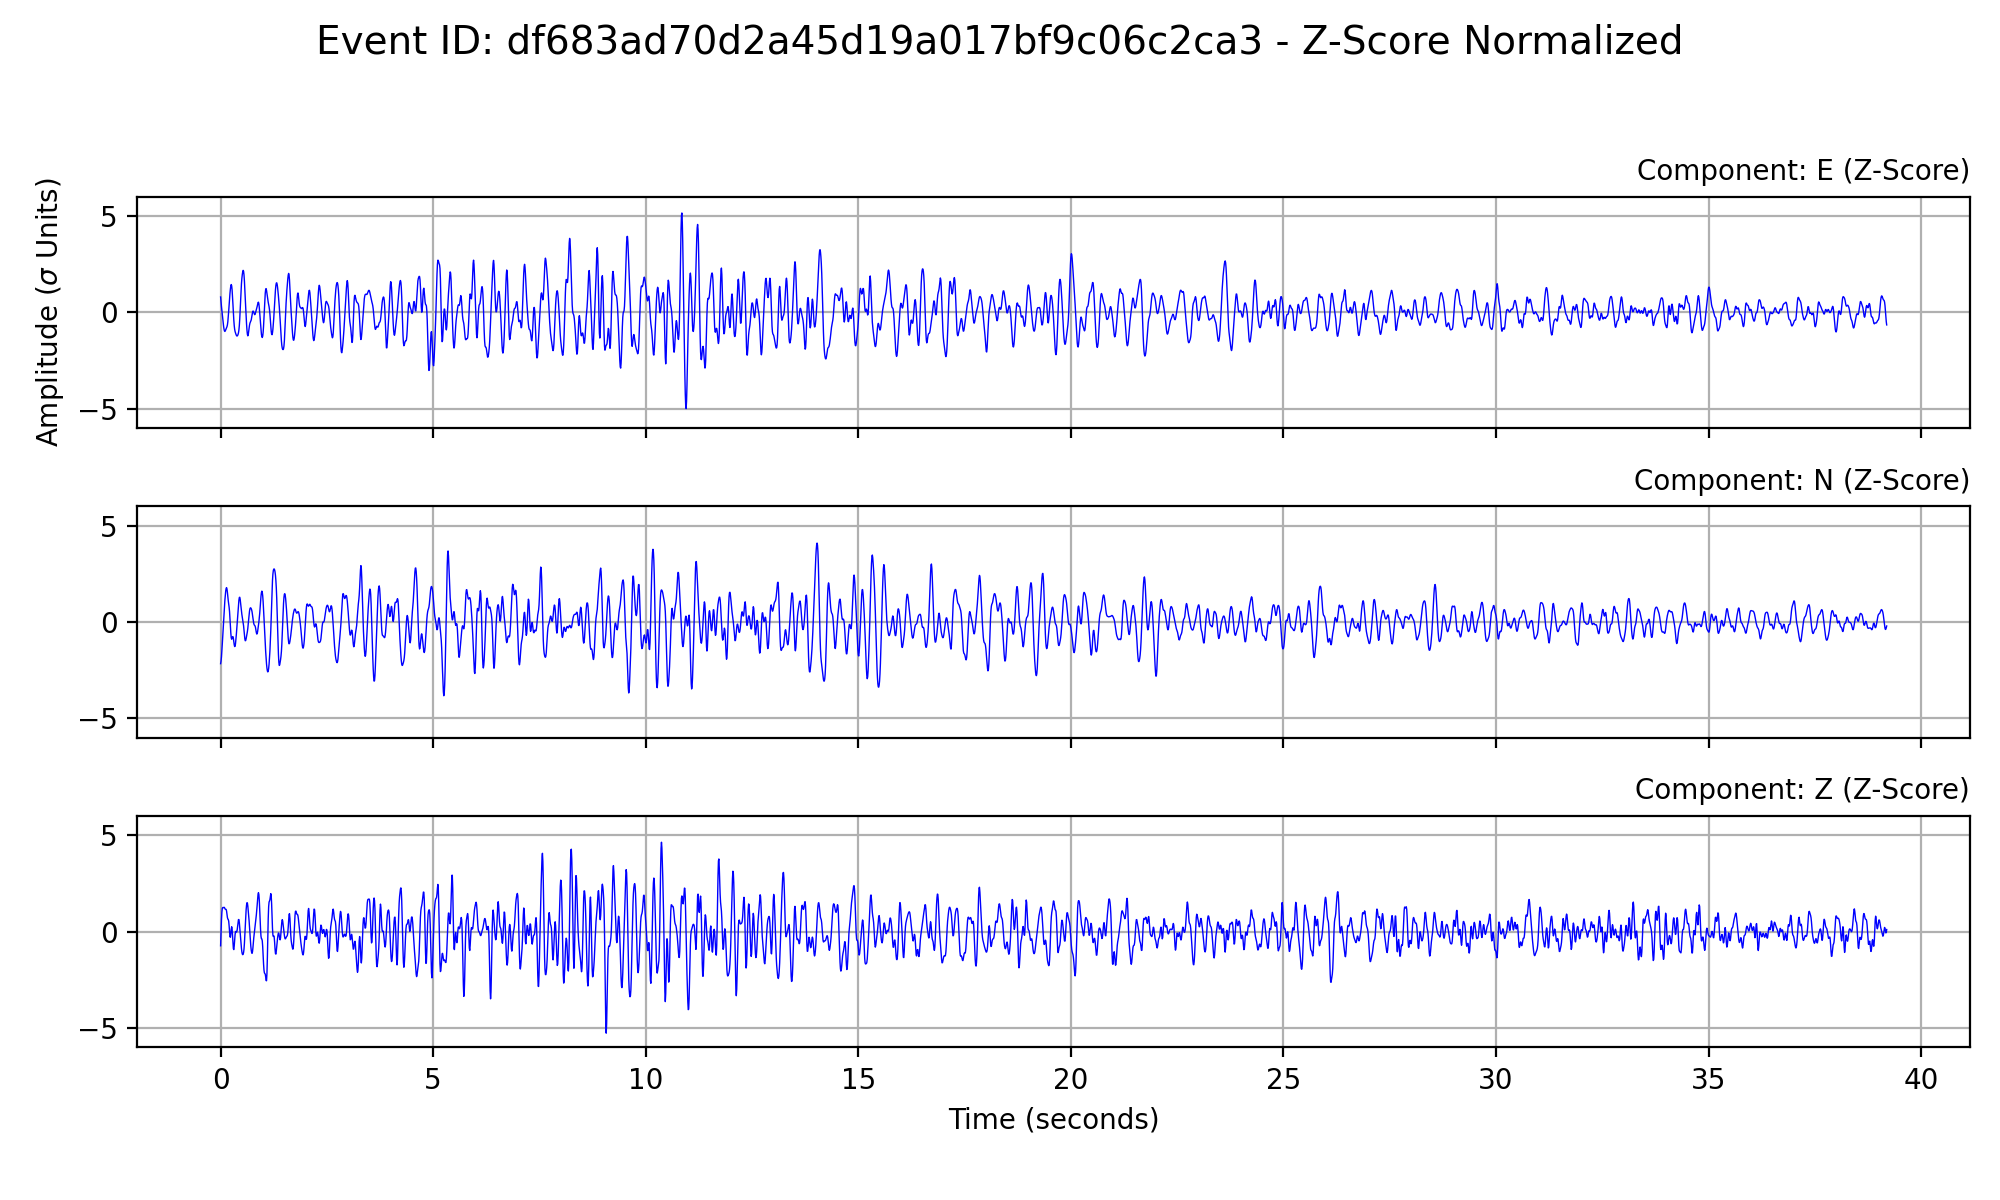 Event ID: df683ad70d2a45d19a017bf9c06c2ca3 - Z-Score Normalized
Component: E (Z-Score)
Amplitude (σ Units)
5
0
−5
Component: N (Z-Score)
5
0
−5
Component: Z (Z-Score)
5
0
−5
0 5 10 15 20 25 30 35 40
Time (seconds)